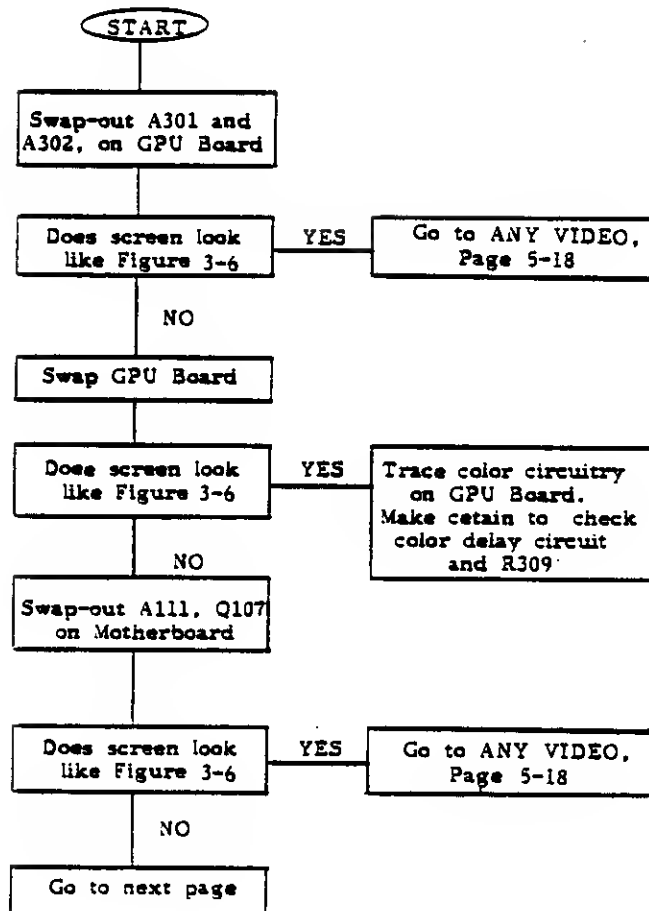 START
Swap-out A301 and
A302, on GPU Board
Does screen look
like Figure 3-6
YES
Go to ANY VIDEO,
Page 5-18
NO
Swap GPU Board
Does screen look
like Figure 3-6
YES
Trace color circuitry
on GPU Board.
Make cetain to check
color delay circuit
and R309
NO
Swap-out A111, Q107
on Motherboard
Does screen look
like Figure 3-6
YES
Go to ANY VIDEO,
Page 5-18
NO
Go to next page